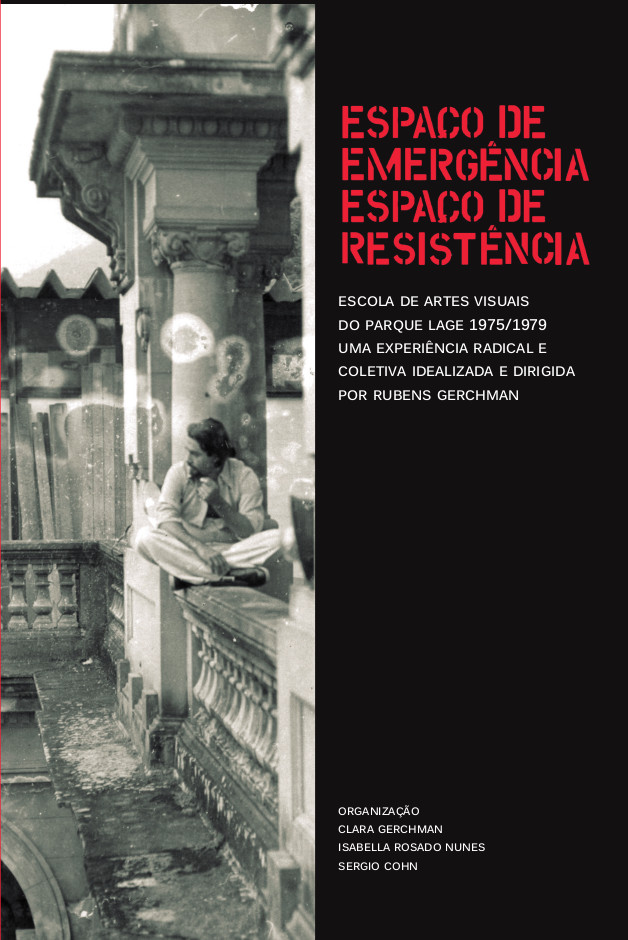 ESPAÇO DE
EMERGÊNCIA
ESPAÇO DE
RESISTÊNCIA
ESCOLA DE ARTES VISUAIS
DO PARQUE LAGE 1975/1979
UMA EXPERIÊNCIA RADICAL E
COLETIVA IDEALIZADA E DIRIGIDA
POR RUBENS GERCHMAN
ORGANIZAÇÃO
CLARA GERCHMAN
ISABELLA ROSADO NUNES
SERGIO COHN